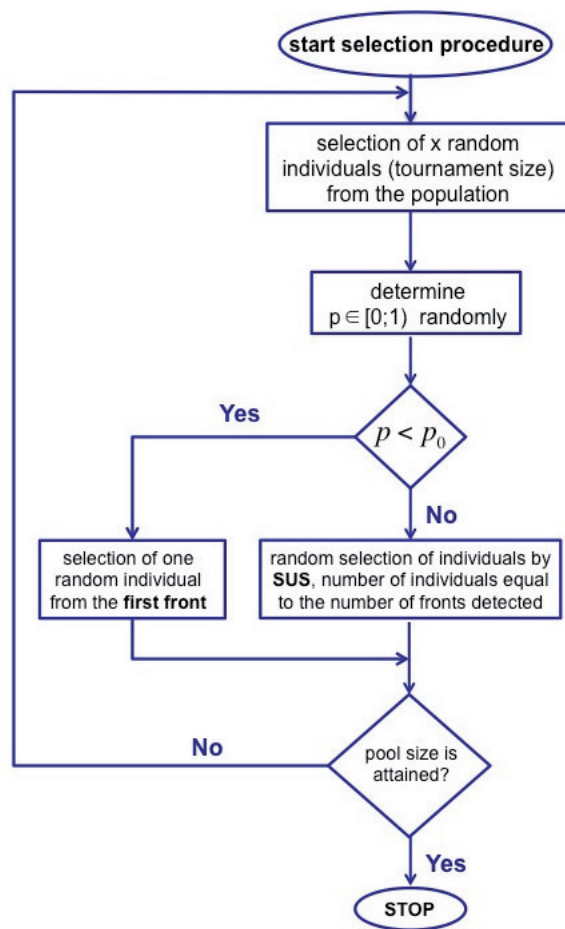 start selection procedure
selection of x random
individuals (tournament size)
from the population
determine
p ∈ [0;1) randomly
p < p₀
Yes
No
selection of one
random individual
from the first front
random selection of individuals by
SUS, number of individuals equal
to the number of fronts detected
No
pool size is
attained?
Yes
STOP